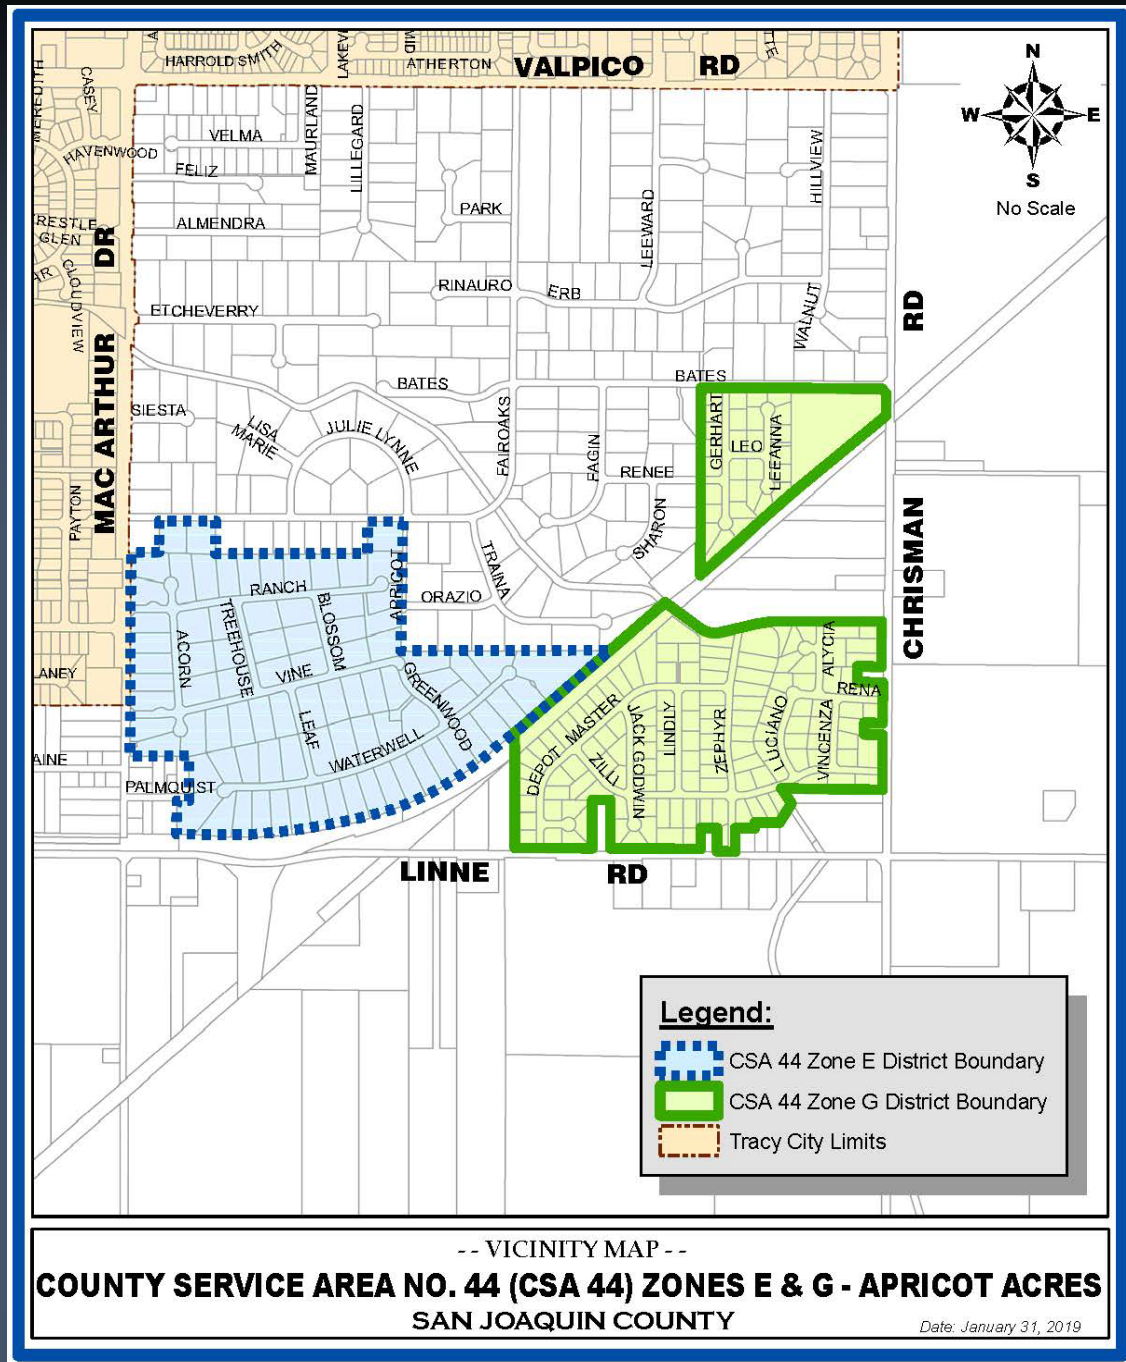 HARROLD SMITH
LAKEV
MID
ATHERTON
VALPICO RD
TTE
N
W E
S
No Scale
MEREDITH
CASEY
HAVENWOOD
VELMA
FELIZ
MAURLAND
LILLEGARD
PARK
LEEWARD
HILLVIEW
RESTLE
GLEN
ALMENDRA
AR
CLOUDVIEW
MAC ARTHUR DR
ETCHEVERRY
RINAURO
ERB
WALNUT
CHRISMAN RD
BATES
BATES
SIESTA
LISA
MARIE
JULIE LYNNE
FAIROAKS
FAGIN
RENEE
SHARON
GERHART
LEO
LEEANNA
PAYTON
TRAINA
ORAZIO
APRICOT
RANCH
BLOSSOM
TREEHOUSE
ACORN
VINE
LEAF
GREENWOOD
WATERWELL
LANEY
AINE
PALMQUIST
DEPOT MASTER
ZILLI
JACK GODWIN
LINDLY
ZEPHYR
LUCIANO
VINCENZA
ALYCIA
RENA
LINNE RD
Legend:
CSA 44 Zone E District Boundary
CSA 44 Zone G District Boundary
Tracy City Limits
- - VICINITY MAP - -
COUNTY SERVICE AREA NO. 44 (CSA 44) ZONES E & G - APRICOT ACRES
SAN JOAQUIN COUNTY
Date: January 31, 2019